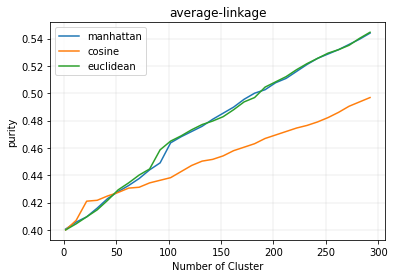 average-linkage
manhattan
cosine
euclidean
purity
0.54
0.52
0.50
0.48
0.46
0.44
0.42
0.40
0
50
100
150
200
250
300
Number of Cluster